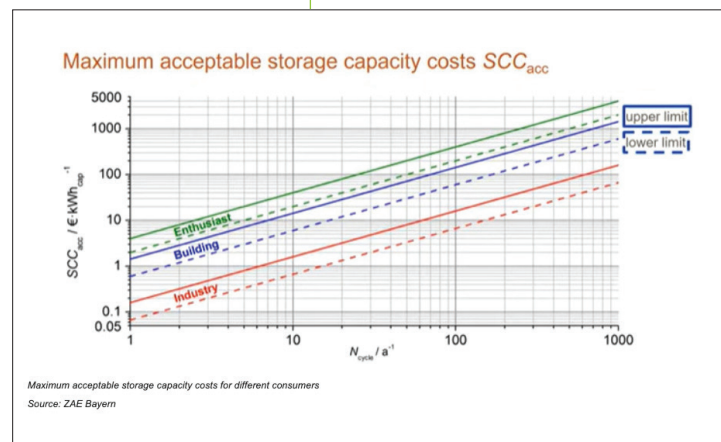 Maximum acceptable storage capacity costs SCCacc
5000
1000
100
10
1
0.1
0.05
SCCacc / €·kWhcap-1
Enthusiast
Building
Industry
upper limit
lower limit
1
10
100
1000
Ncycle / a-1
Maximum acceptable storage capacity costs for different consumers
Source: ZAE Bayern